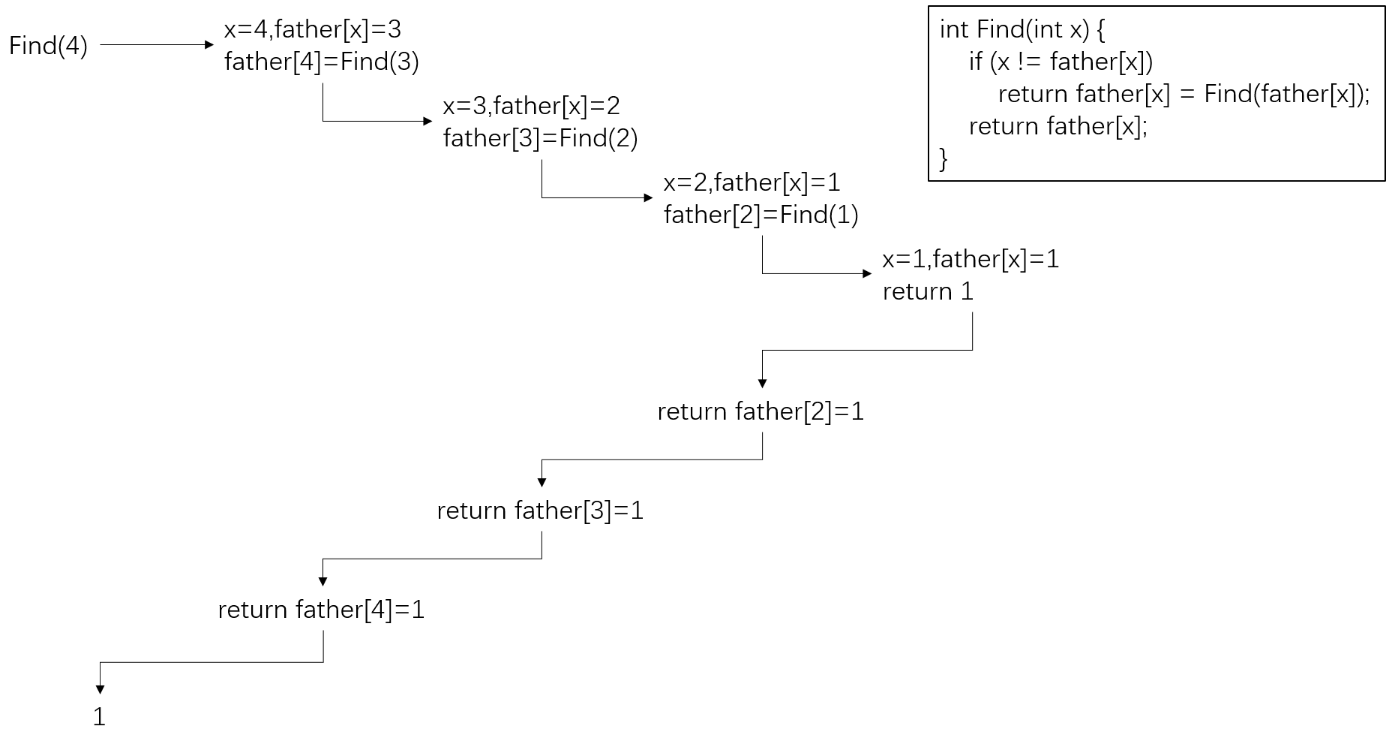 Find(4)
x=4,father[x]=3
father[4]=Find(3)
x=3,father[x]=2
father[3]=Find(2)
x=2,father[x]=1
father[2]=Find(1)
x=1,father[x]=1
return 1
return father[2]=1
return father[3]=1
return father[4]=1
1
int Find(int x) {
if (x != father[x])
return father[x] = Find(father[x]);
return father[x];
}